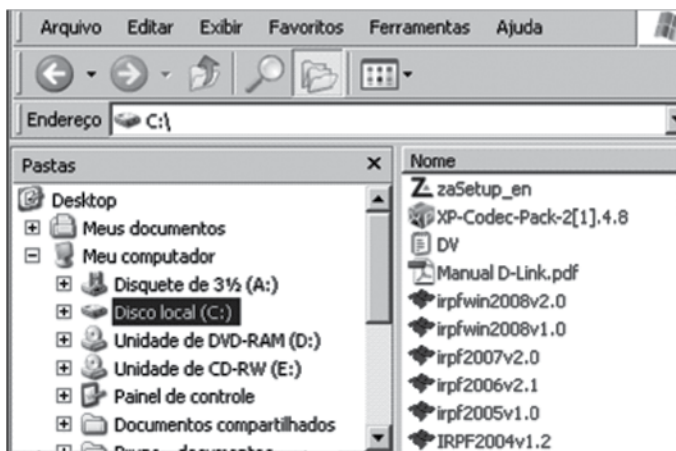 Arquivo Editar Exibir Favoritos Ferramentas Ajuda
Endereço C:\
Pastas
Desktop
Meus documentos
Meu computador
Disquete de 3½ (A:)
Disco local (C:)
Unidade de DVD-RAM (D:)
Unidade de CD-RW (E:)
Painel de controle
Documentos compartilhados
Nome
zaSetup_en
XP-Codec-Pack-2[1].4.8
DV
Manual D-Link.pdf
irpfwin2008v2.0
irpfwin2008v1.0
irpf2007v2.0
irpf2006v2.1
irpf2005v1.0
IRPF2004v1.2